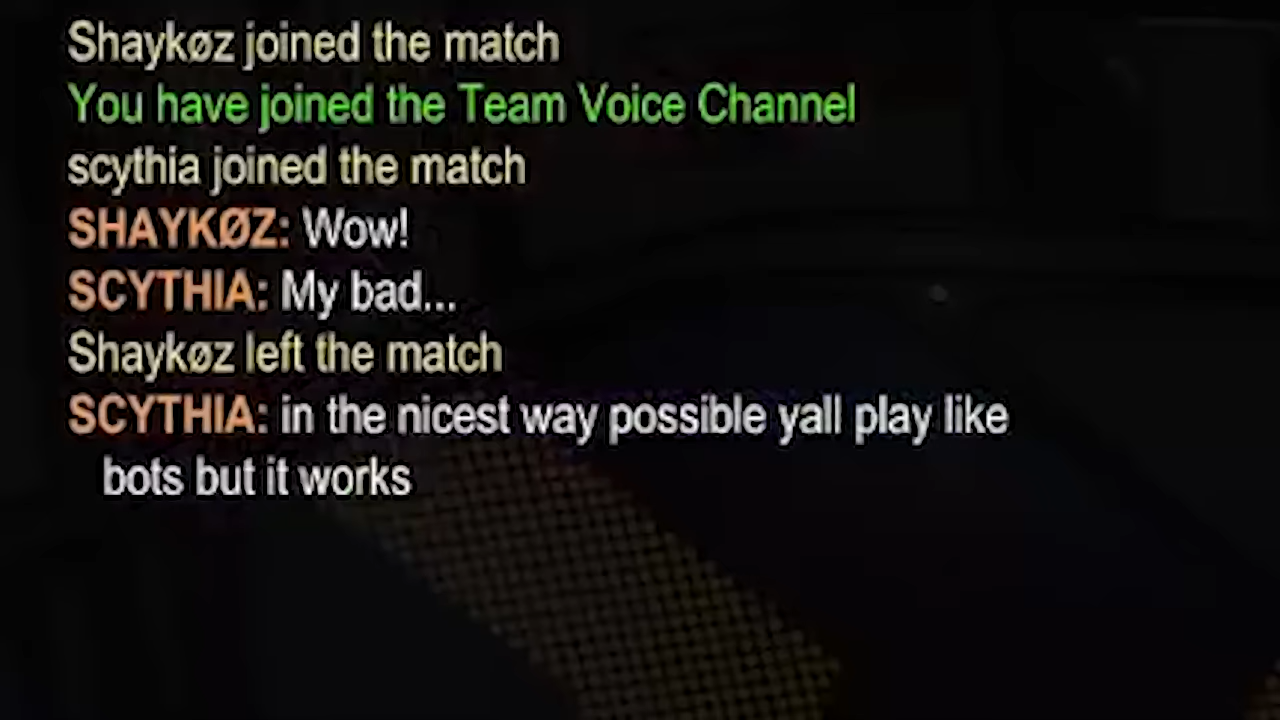 Shaykøz joined the match
You have joined the Team Voice Channel
scythia joined the match
SHAYKØZ: Wow!
SCYTHIA: My bad...
Shaykøz left the match
SCYTHIA: in the nicest way possible yall play like
bots but it works